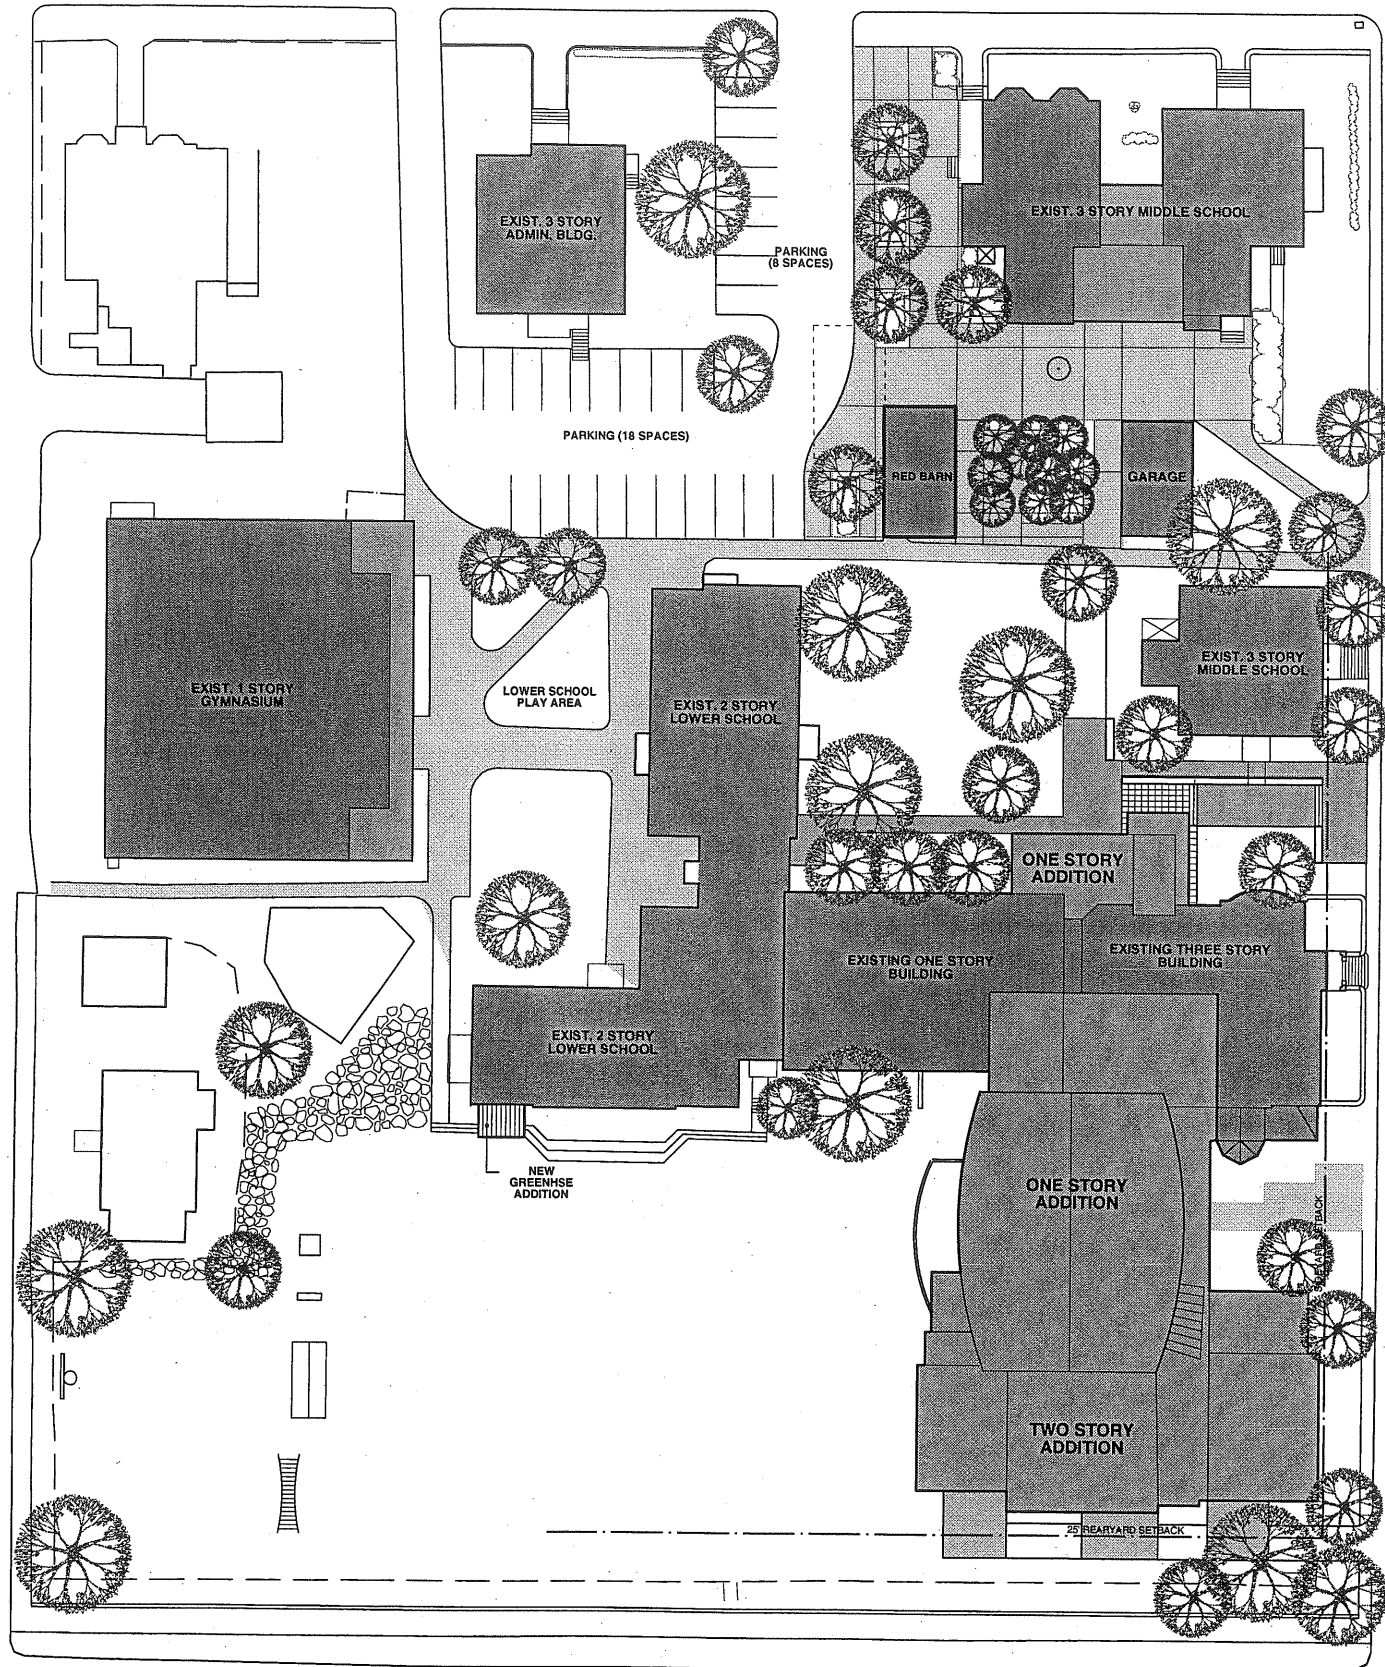 EXIST. 3 STORY
ADMIN. BLDG.
EXIST. 3 STORY MIDDLE SCHOOL
PARKING
(8 SPACES)
PARKING (18 SPACES)
RED BARN
GARAGE
EXIST. 1 STORY
GYMNASIUM
LOWER SCHOOL
PLAY AREA
EXIST. 2 STORY
LOWER SCHOOL
EXIST. 3 STORY
MIDDLE SCHOOL
ONE STORY
ADDITION
EXISTING ONE STORY
BUILDING
EXISTING THREE STORY
BUILDING
EXIST. 2 STORY
LOWER SCHOOL
NEW
GREENHSE
ADDITION
ONE STORY
ADDITION
SETBACK
TWO STORY
ADDITION
25' REARYARD SETBACK